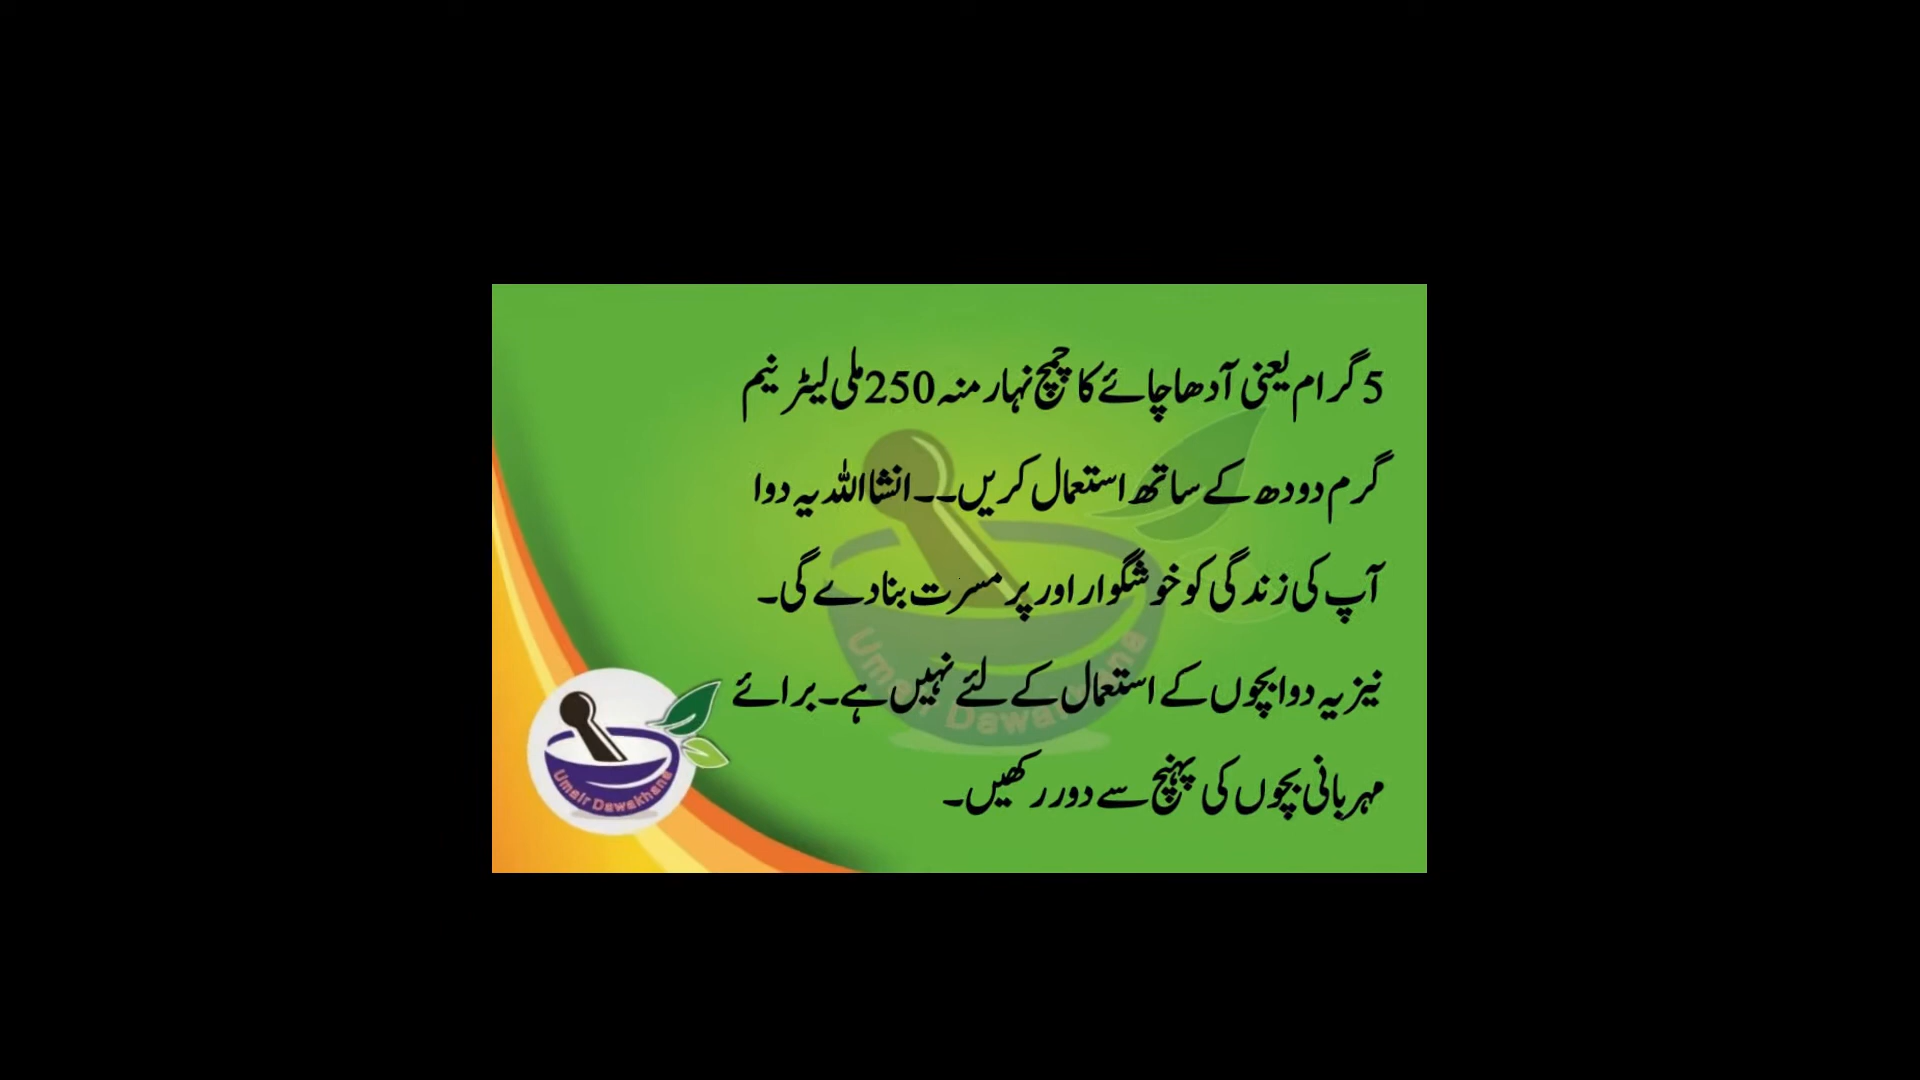 5 گرام یعنی آدھا چائے کا چمچ نہار منہ 250 ملی لیٹر نیم
گرم دودھ کے ساتھ استعمال کریں۔۔انشااللہ یہ دوا
آپ کی زندگی کو خوشگوار اور پر مسرت بنا دے گی۔
نیز یہ دوا بچوں کے استعمال کے لئے نہیں ہے۔برائے
مہربانی بچوں کی پہنچ سے دور رکھیں۔
Umair Dawakhana
Umair Dawakhana